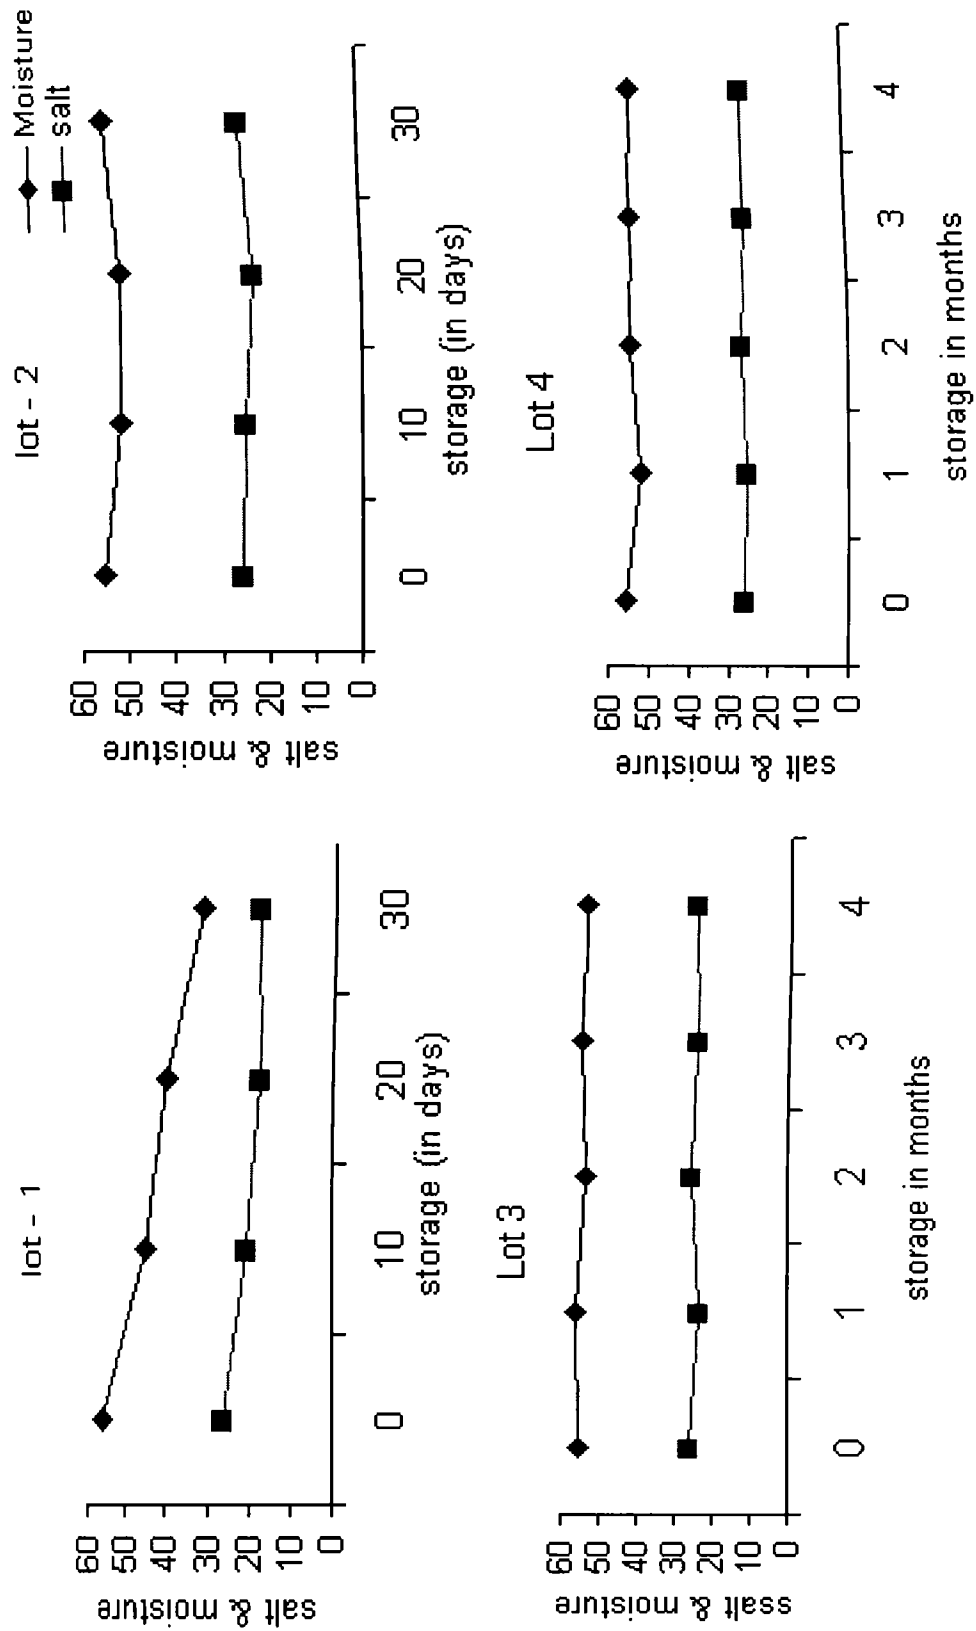 lot - 1
salt & moisture
60
50
40
30
20
10
0
0 10 20 30
storage (in days)
lot - 2
Moisture
salt
salt & moisture
60
50
40
30
20
10
0
0 10 20 30
storage (in days)
Lot 3
ssalt & moisture
60
50
40
30
20
10
0
0 1 2 3 4
storage in months
Lot 4
salt & moisture
60
50
40
30
20
10
0
0 1 2 3 4
storage in months